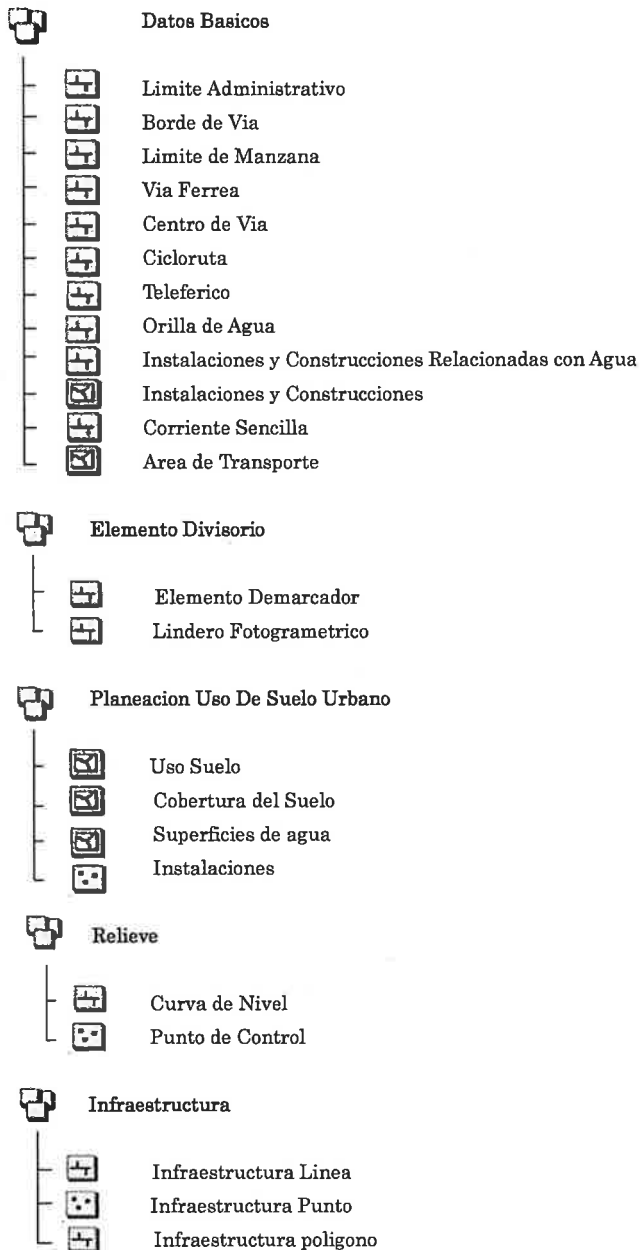 Datos Basicos
Limite Administrativo
Borde de Via
Limite de Manzana
Via Ferrea
Centro de Via
Cicloruta
Teleferico
Orilla de Agua
Instalaciones y Construcciones Relacionadas con Agua
Instalaciones y Construcciones
Corriente Sencilla
Area de Transporte
Elemento Divisorio
Elemento Demarcador
Lindero Fotogrametrico
Planeacion Uso De Suelo Urbano
Uso Suelo
Cobertura del Suelo
Superficies de agua
Instalaciones
Relieve
Curva de Nivel
Punto de Control
Infraestructura
Infraestructura Linea
Infraestructura Punto
Infraestructura poligono